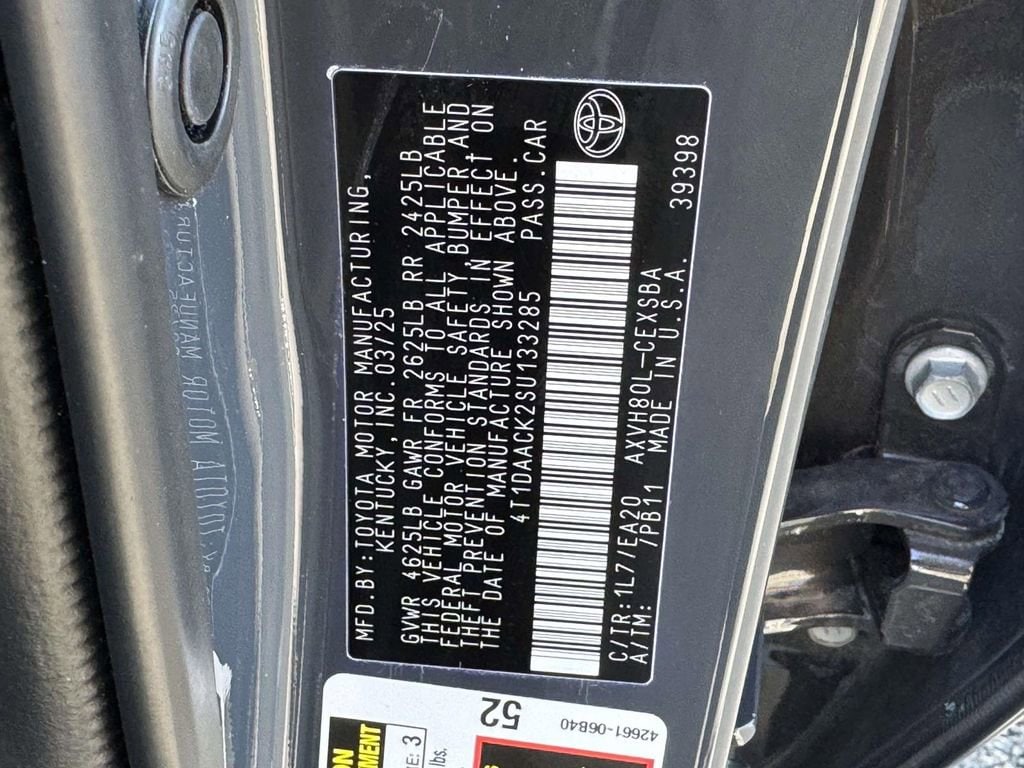 MFD.BY:TOYOTA MOTOR MANUFACTURING,
KENTUCKY,INC.03/25
GVWR 4625LB GAWR FR 2625LB RR 2425LB
THIS VEHICLE CONFORMS TO ALL APPLICABLE
FEDERAL MOTOR VEHICLE SAFETY, BUMPER, AND
THEFT PREVENTION STANDARDS IN EFFECT ON
THE DATE OF MANUFACTURE SHOWN ABOVE.
4T1DAACK2SU133285 PASS.CAR
C/TR:1L7/EA20 AXVH80L-CEXSBA 39398
A/TM: /PB11 MADE IN U.S.A.
52
42661-06B40
3
lbs.